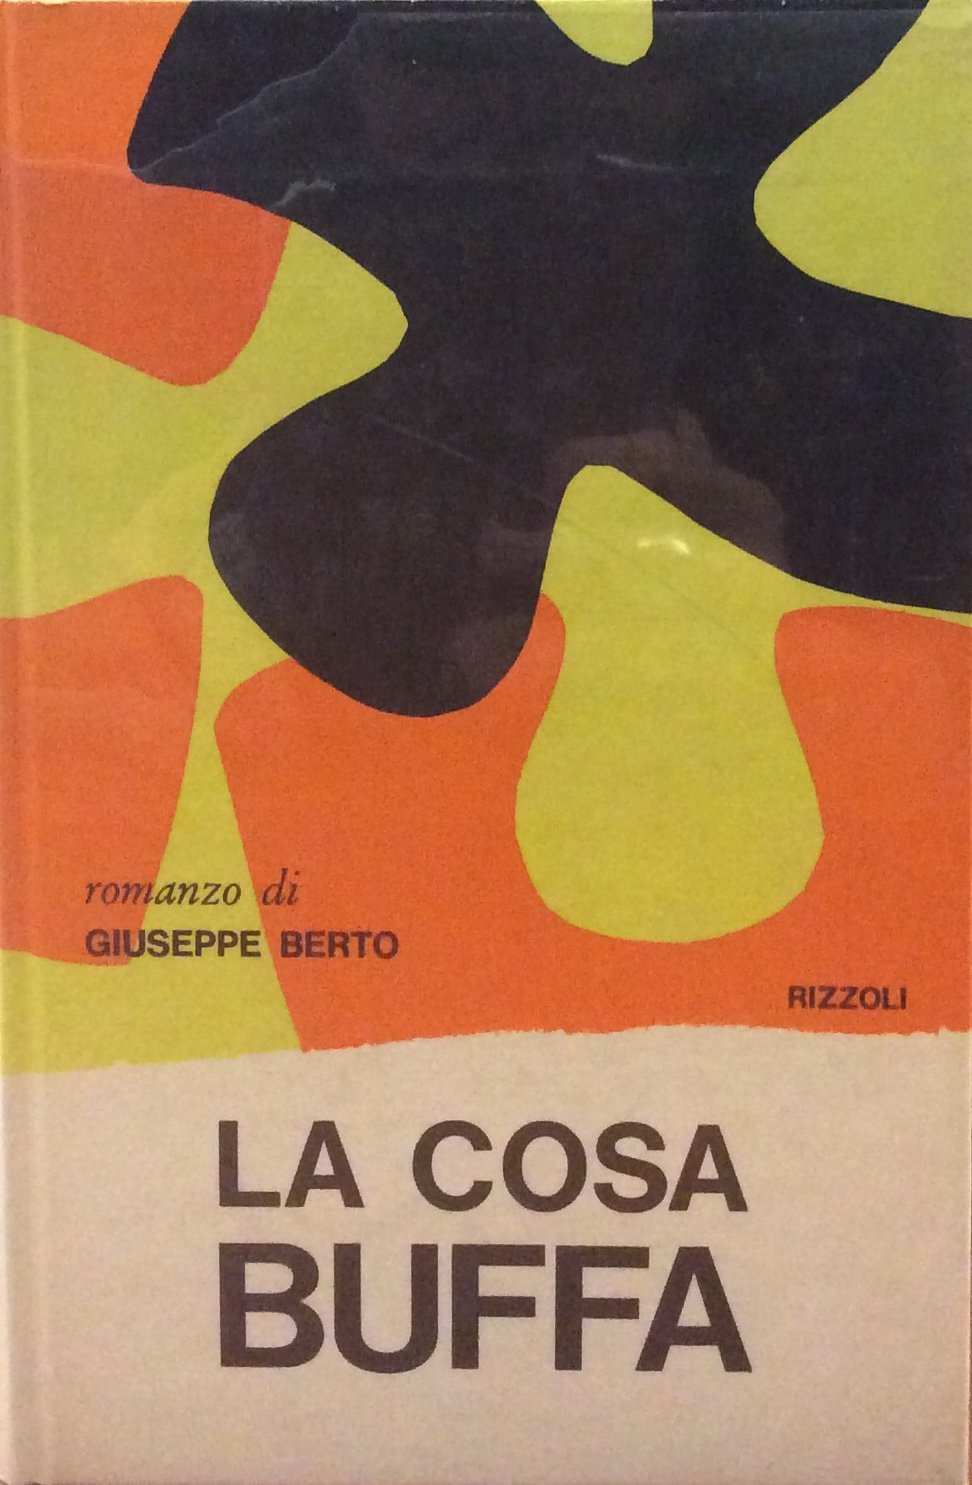 romanzo di
GIUSEPPE BERTO
RIZZOLI
LA COSA
BUFFA